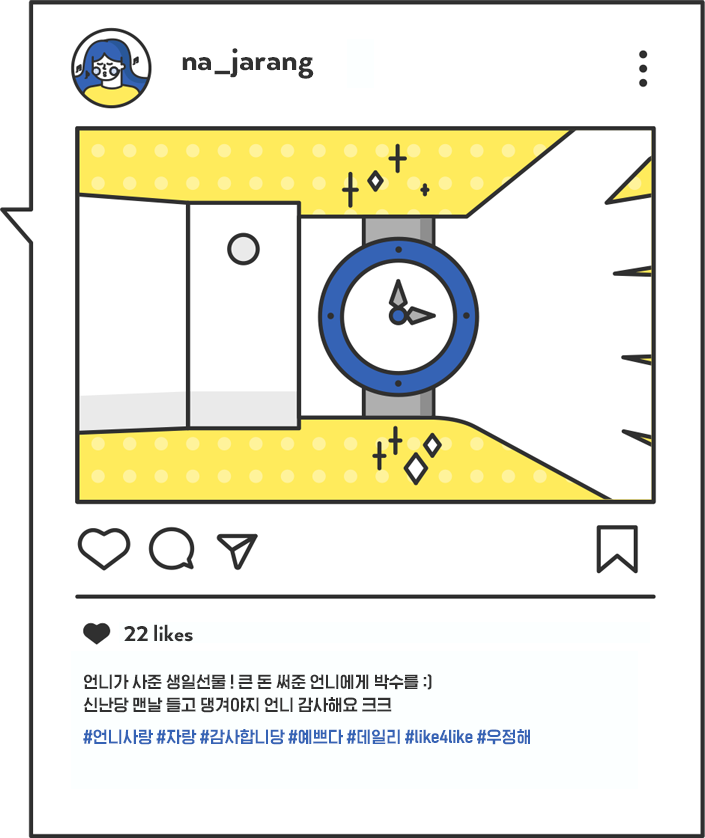 na_jarang
22 likes
언니가 사준 생일선물 ! 큰 돈 써준 언니에게 박수를 :)
신난당 맨날 들고 댕겨야지 언니 감사해요 크크
#언니사랑 #자랑 #감사합니당 #예쁘다 #데일리 #like4like #우정해